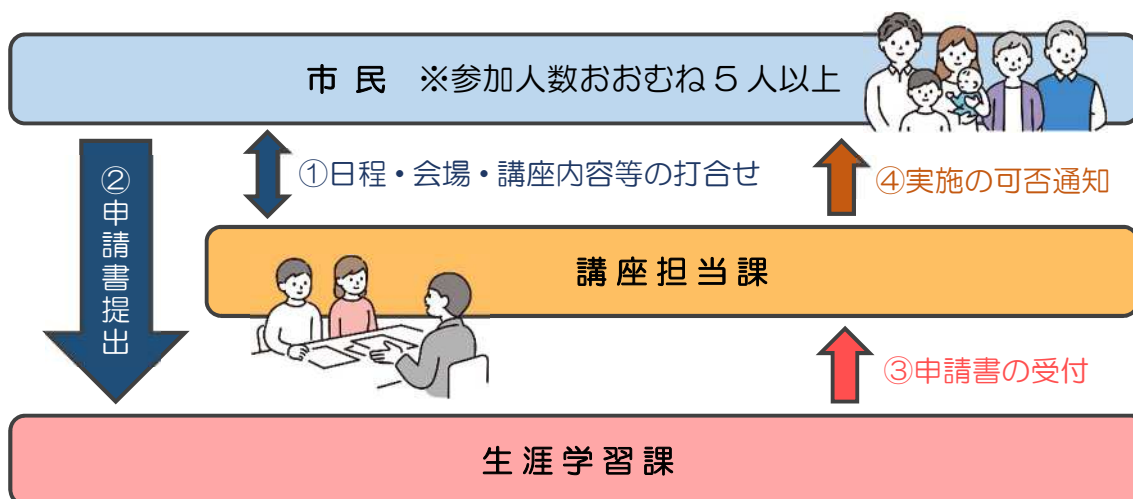 市民 ※参加人数おおむね5人以上
①日程・会場・講座内容等の打合せ
②申請書提出
④実施の可否通知
講座担当課
③申請書の受付
生涯学習課